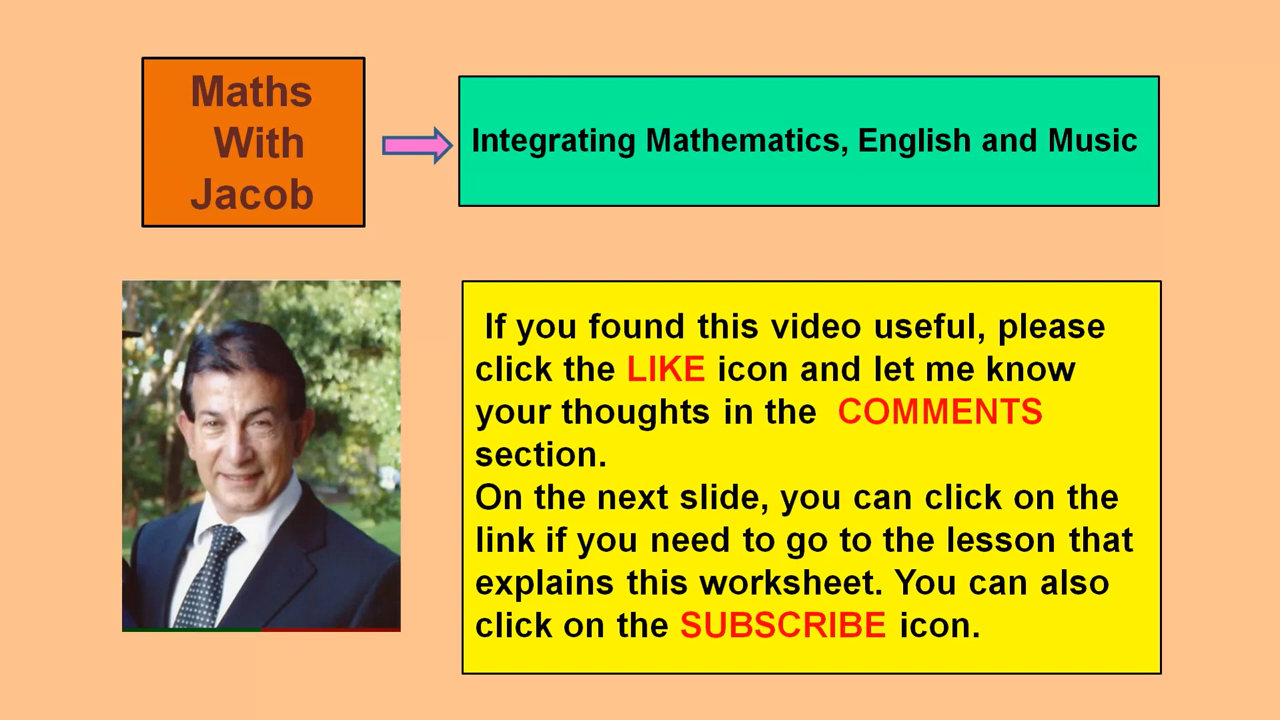 Maths
With
Jacob
Integrating Mathematics, English and Music
If you found this video useful, please
click the LIKE icon and let me know
your thoughts in the COMMENTS
section.
On the next slide, you can click on the
link if you need to go to the lesson that
explains this worksheet. You can also
click on the SUBSCRIBE icon.